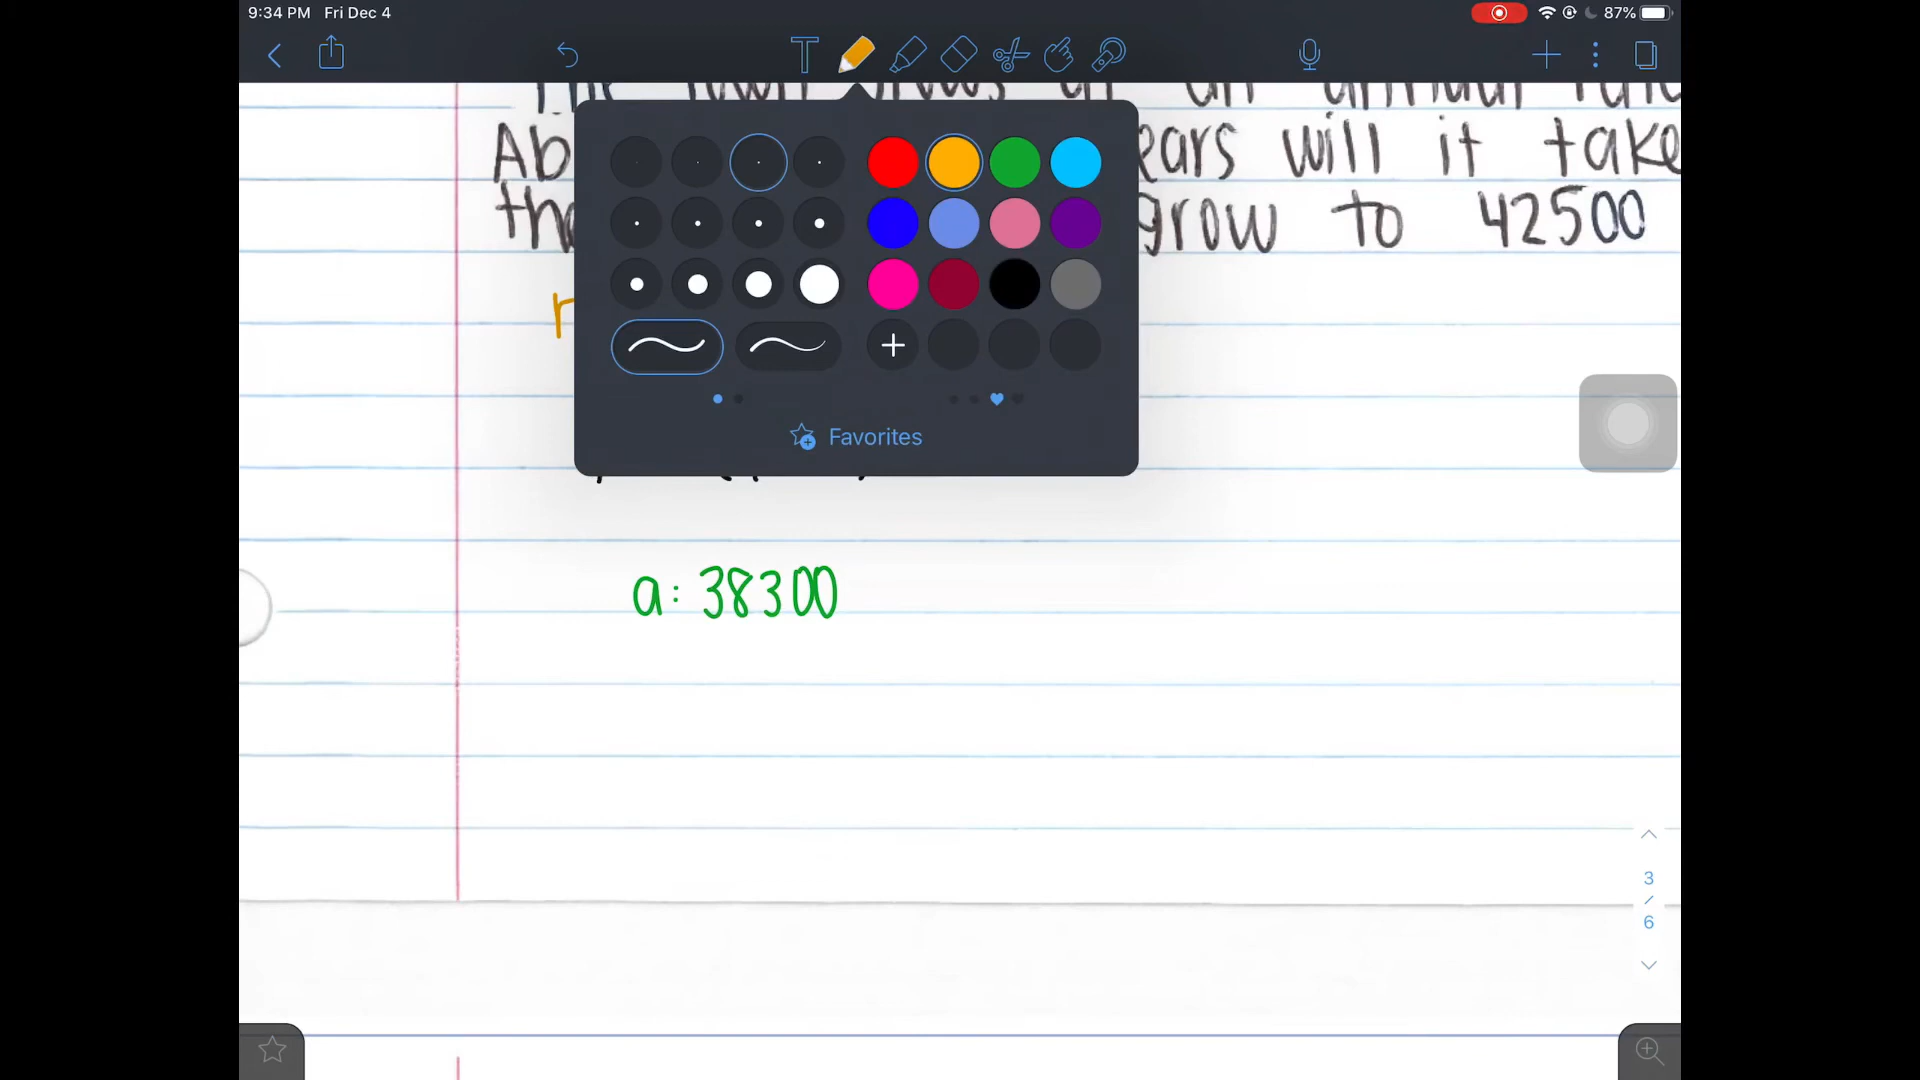 9:34 PM Fri Dec 4
87%
T
Ab ears will it take
the grow to 42500
r
Favorites
a: 38300
3
/
6